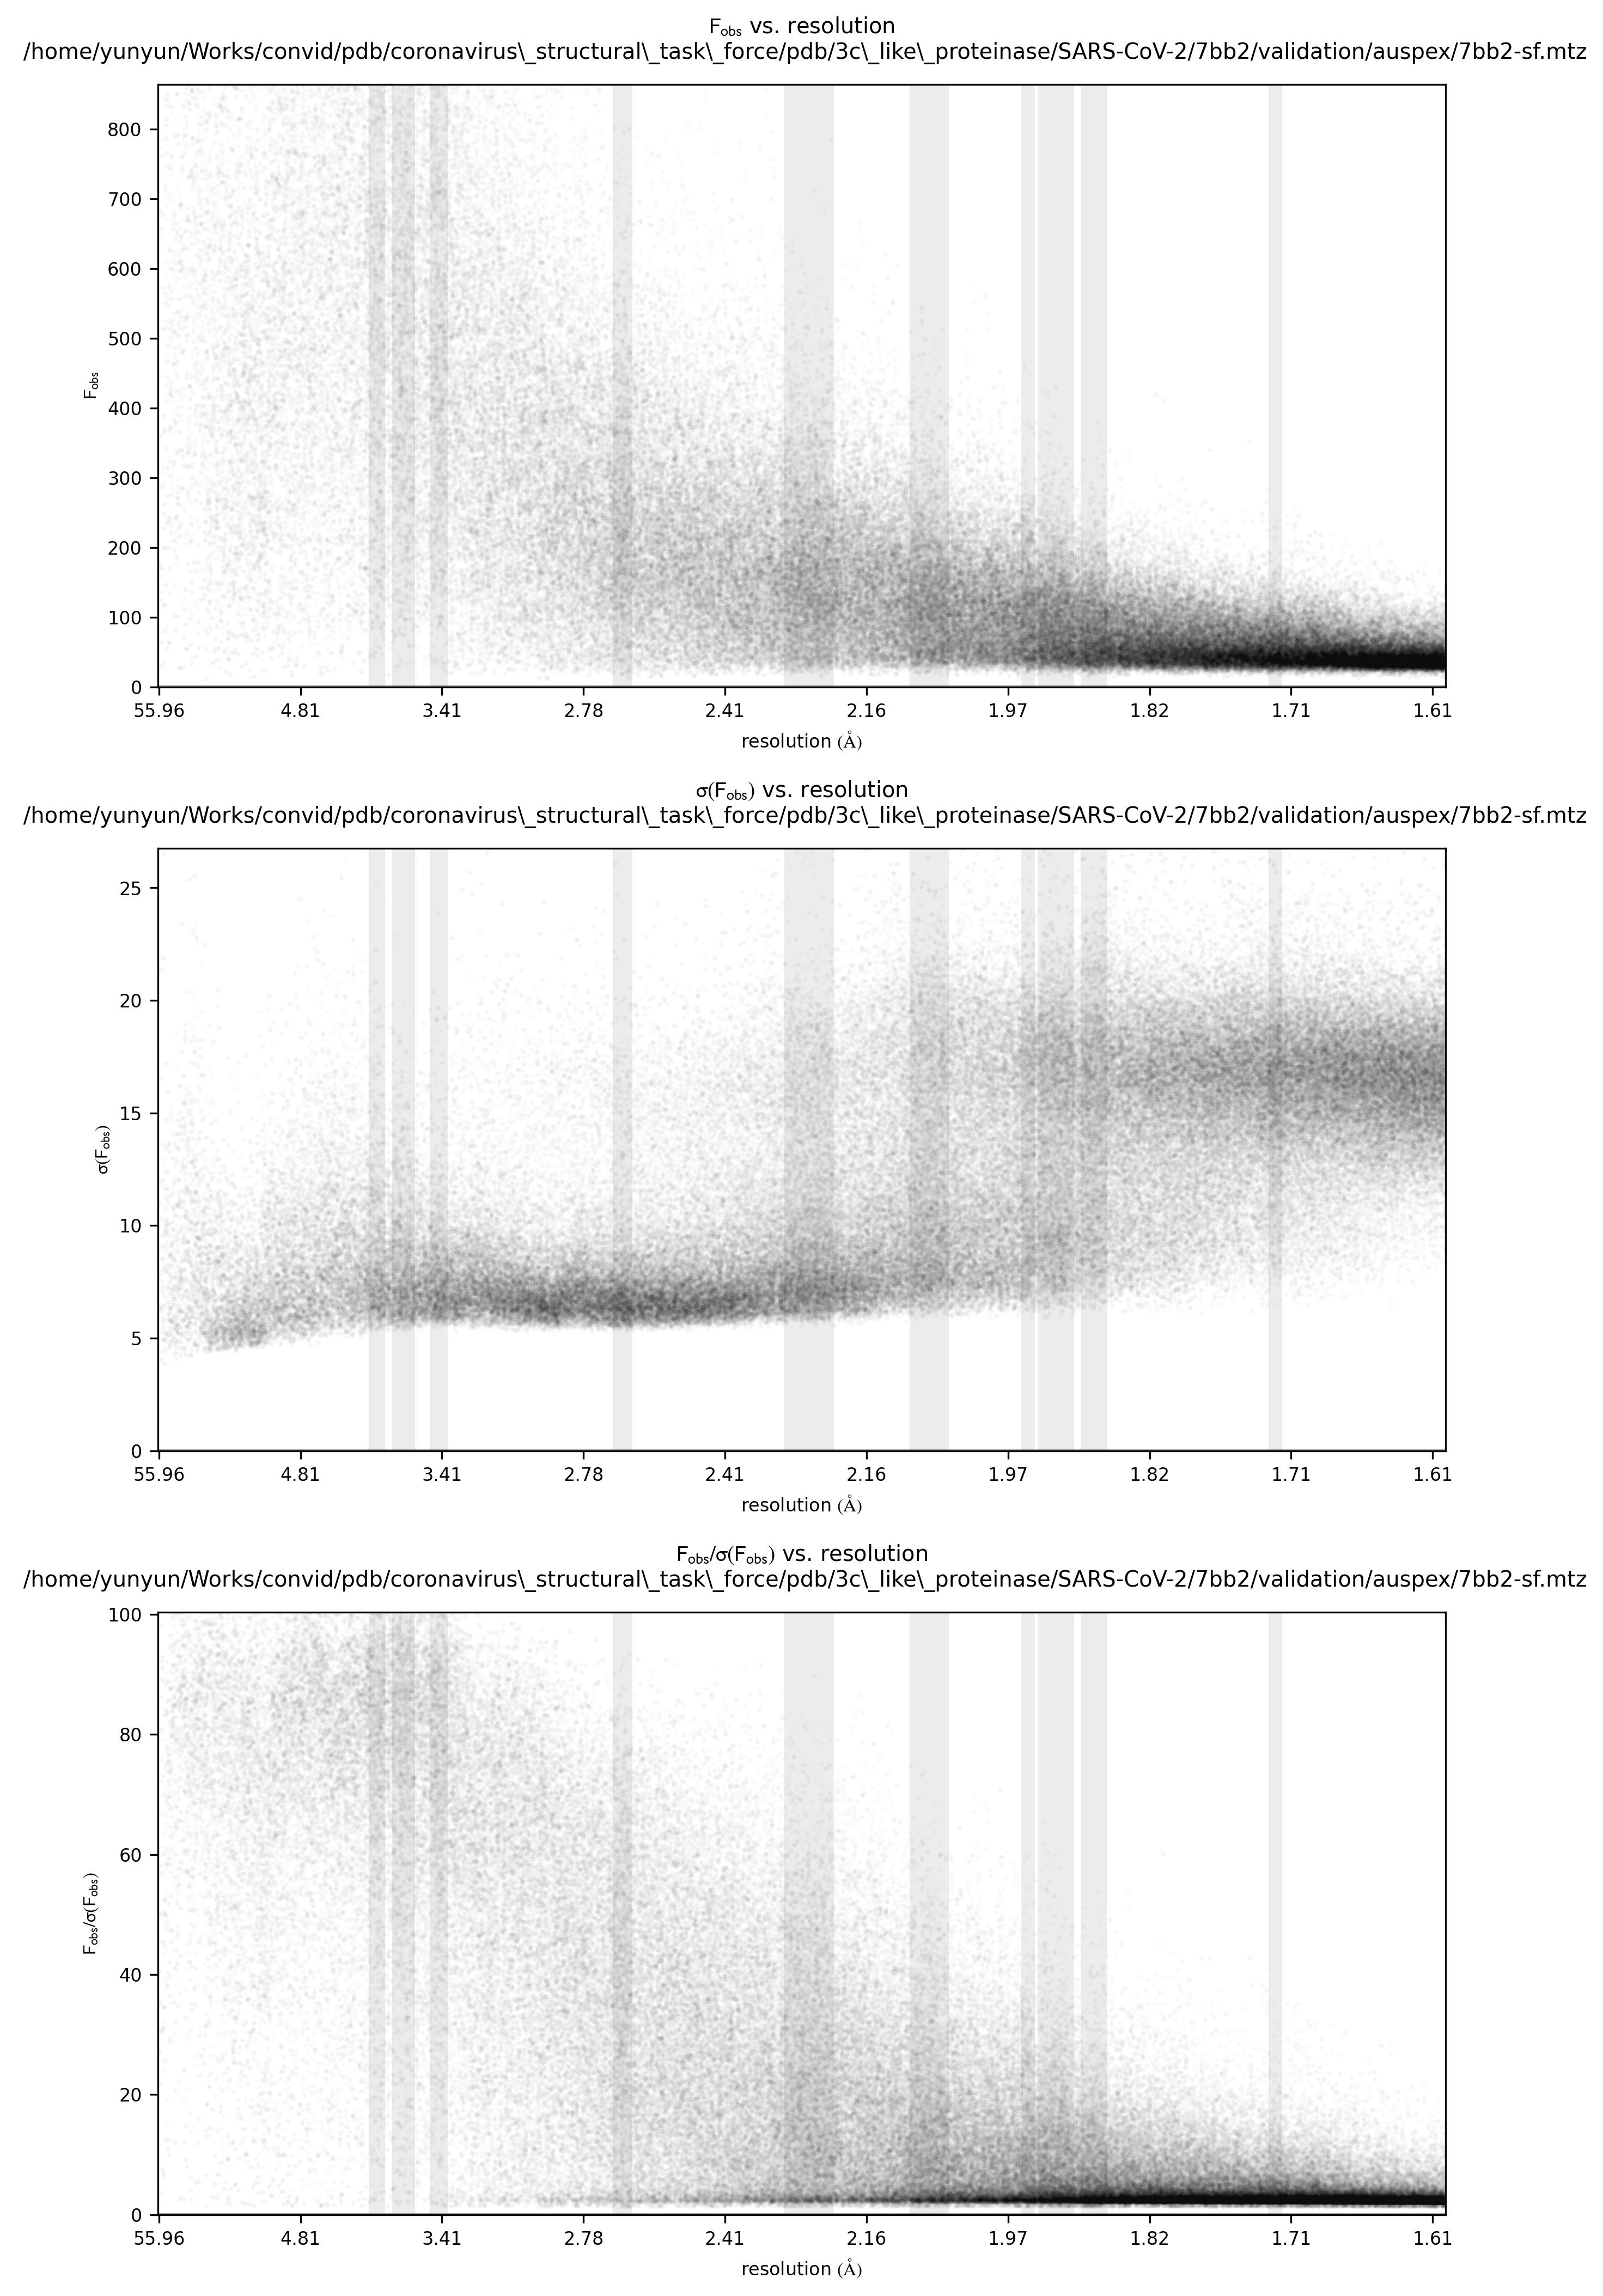 Fobs vs. resolution
/home/yunyun/Works/convid/pdb/coronavirus\_structural\_task\_force/pdb/3c\_like\_proteinase/SARS-CoV-2/7bb2/validation/auspex/7bb2-sf.mtz
800
700
600
500
400
300
200
100
0
Fobs
55.96 4.81 3.41 2.78 2.41 2.16 1.97 1.82 1.71 1.61
resolution (Å)
σ(Fobs) vs. resolution
/home/yunyun/Works/convid/pdb/coronavirus\_structural\_task\_force/pdb/3c\_like\_proteinase/SARS-CoV-2/7bb2/validation/auspex/7bb2-sf.mtz
25
20
15
10
5
0
σ(Fobs)
55.96 4.81 3.41 2.78 2.41 2.16 1.97 1.82 1.71 1.61
resolution (Å)
Fobs/σ(Fobs) vs. resolution
/home/yunyun/Works/convid/pdb/coronavirus\_structural\_task\_force/pdb/3c\_like\_proteinase/SARS-CoV-2/7bb2/validation/auspex/7bb2-sf.mtz
100
80
60
40
20
0
Fobs/σ(Fobs)
55.96 4.81 3.41 2.78 2.41 2.16 1.97 1.82 1.71 1.61
resolution (Å)